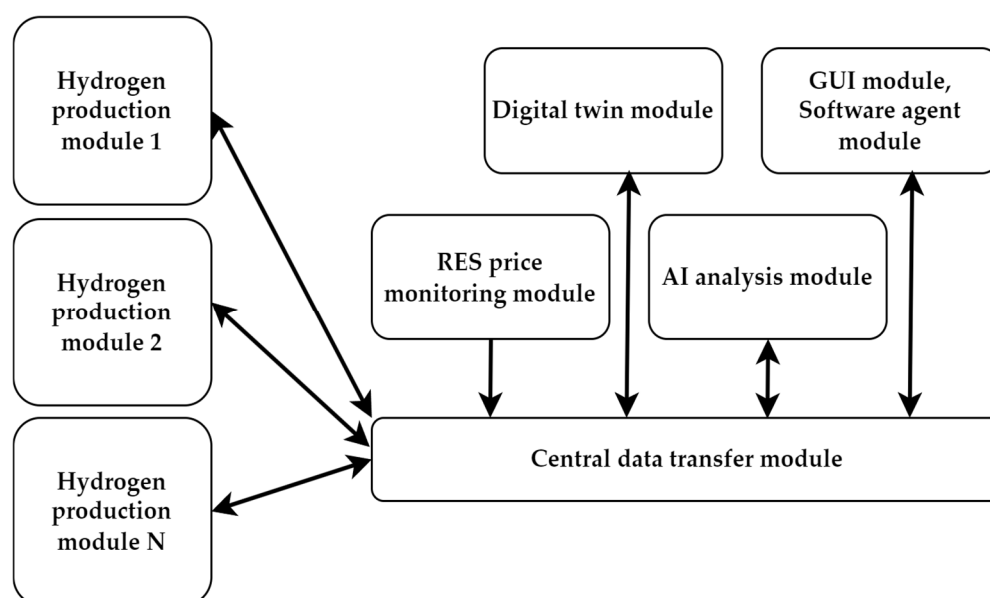 Hydrogen
production
module 1
Hydrogen
production
module 2
Hydrogen
production
module N
Digital twin module
GUI module,
Software agent
module
RES price
monitoring module
AI analysis module
Central data transfer module